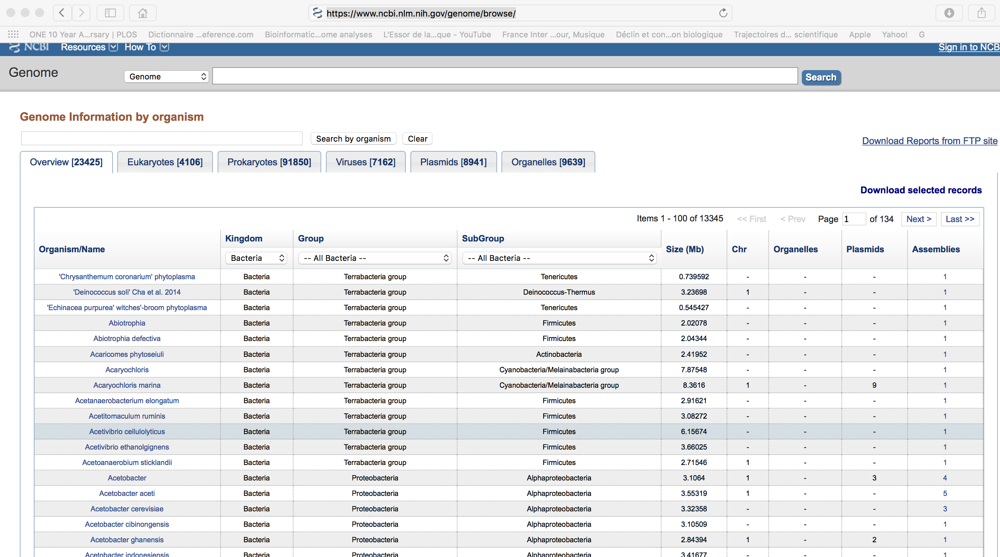 https://www.ncbi.nlm.nih.gov/genome/browse/
ONE 10 Year A...rsary | PLOS Dictionnaire ...eference.com Bioinformatic...ome analyses L'Essor de la...que - YouTube France Inter ...our, Musique Déclin et con...on biologique Trajectoires d... scientifique Apple Yahoo! G
NCBI Resources How To Sign in to NCB
Genome Genome Search
Genome Information by organism
Search by organism Clear
Download Reports from FTP site
Overview [23425] Eukaryotes [4106] Prokaryotes [91850] Viruses [7162] Plasmids [8941] Organelles [9639]
Download selected records
Items 1 - 100 of 13345 << First < Prev Page 1 of 134 Next > Last >>
Organism/Name Kingdom Group SubGroup Size (Mb) Chr Organelles Plasmids Assemblies
Bacteria -- All Bacteria -- -- All Bacteria --
'Chrysanthemum coronarium' phytoplasma Bacteria Terrabacteria group Tenericutes 0.739592 - - - 1
'Deinococcus soli' Cha et al. 2014 Bacteria Terrabacteria group Deinococcus-Thermus 3.23698 1 - - 1
'Echinacea purpurea' witches'-broom phytoplasma Bacteria Terrabacteria group Tenericutes 0.545427 - - - 1
Abiotrophia Bacteria Terrabacteria group Firmicutes 2.02078 - - - 1
Abiotrophia defectiva Bacteria Terrabacteria group Firmicutes 2.04344 - - - 1
Acaricomes phytoseiuli Bacteria Terrabacteria group Actinobacteria 2.41952 - - - 1
Acaryochloris Bacteria Terrabacteria group Cyanobacteria/Melainabacteria group 7.87548 - - - 1
Acaryochloris marina Bacteria Terrabacteria group Cyanobacteria/Melainabacteria group 8.3616 1 - 9 1
Acetanaerobacterium elongatum Bacteria Terrabacteria group Firmicutes 2.91621 - - - 1
Acetitomaculum ruminis Bacteria Terrabacteria group Firmicutes 3.08272 - - - 1
Acetivibrio cellulolyticus Bacteria Terrabacteria group Firmicutes 6.15674 - - - 1
Acetivibrio ethanolgignens Bacteria Terrabacteria group Firmicutes 3.66025 - - - 1
Acetoanaerobium sticklandii Bacteria Terrabacteria group Firmicutes 2.71546 1 - - 1
Acetobacter Bacteria Proteobacteria Alphaproteobacteria 3.1064 1 - 3 4
Acetobacter aceti Bacteria Proteobacteria Alphaproteobacteria 3.55319 1 - - 5
Acetobacter cerevisiae Bacteria Proteobacteria Alphaproteobacteria 3.32358 - - - 3
Acetobacter cibinongensis Bacteria Proteobacteria Alphaproteobacteria 3.10509 - - - 1
Acetobacter ghanensis Bacteria Proteobacteria Alphaproteobacteria 2.84394 1 - 2 1
Acetobacter indonesiensis Bacteria Proteobacteria Alphaproteobacteria 3.41677 - - - 1